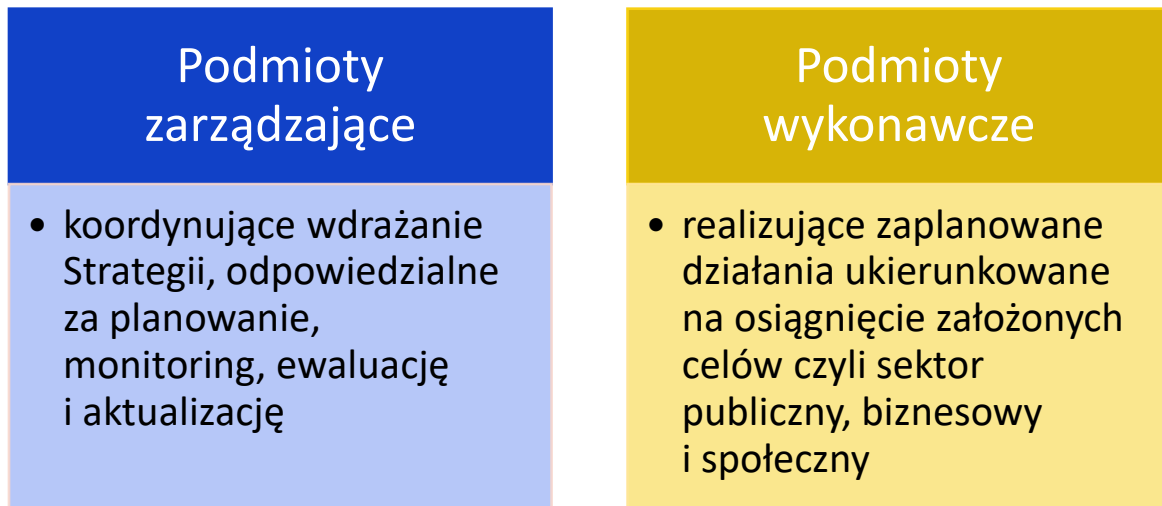 Podmioty
zarządzające
• koordynujące wdrażanie
Strategii, odpowiedzialne
za planowanie,
monitoring, ewaluację
i aktualizację
Podmioty
wykonawcze
• realizujące zaplanowane
działania ukierunkowane
na osiągnięcie założonych
celów czyli sektor
publiczny, biznesowy
i społeczny